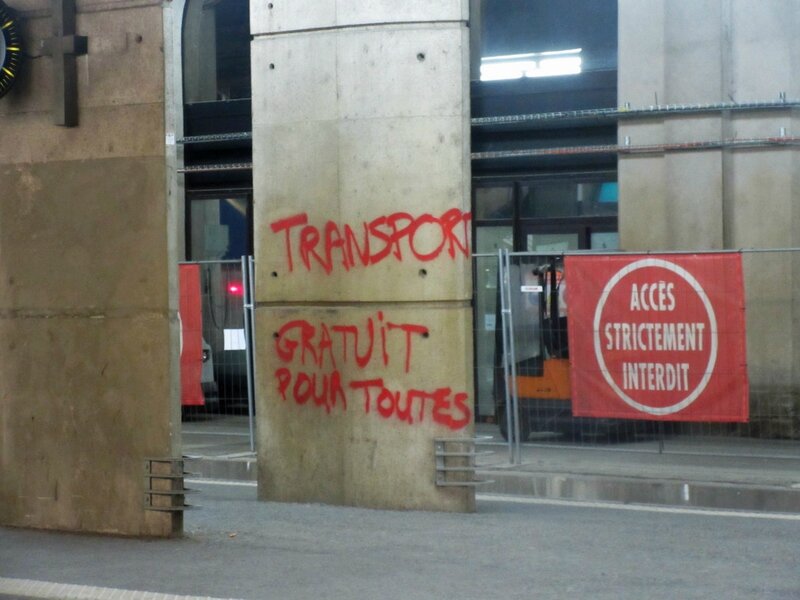 TRANSPORT
GRATUIT
POUR TOUTES
ACCÈS
STRICTEMENT
INTERDIT